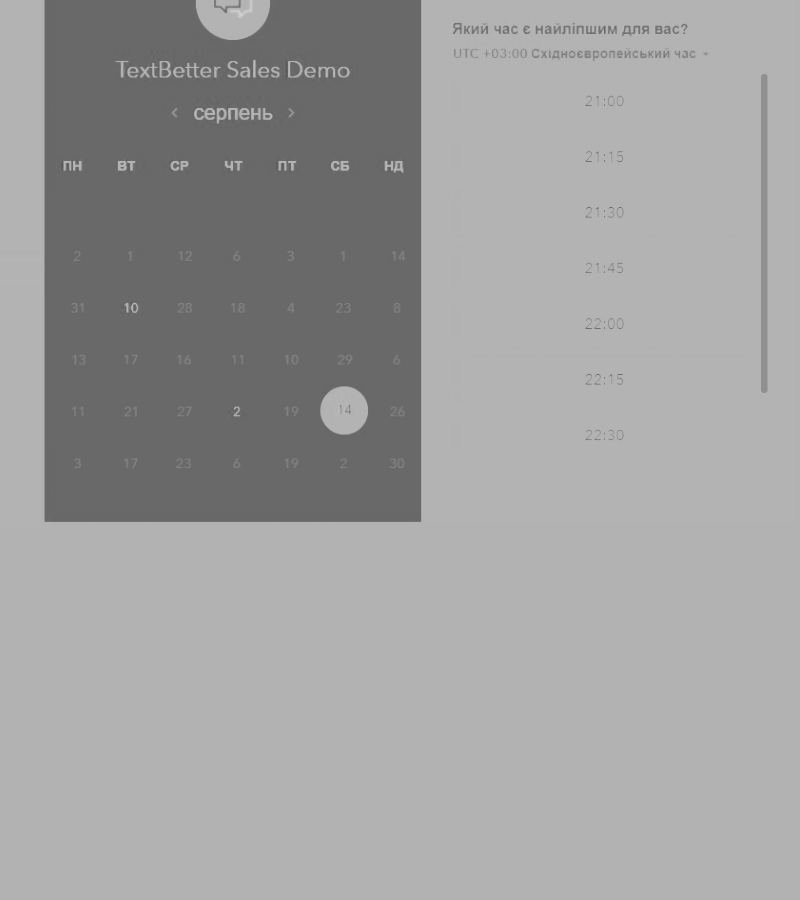 TextBetter Sales Demo
‹ серпень ›
ПН ВТ СР ЧТ ПТ СБ НД
2 1 12 6 3 1 14
31 10 28 18 4 23 8
13 17 16 11 10 29 6
11 21 27 2 19 14 26
3 17 23 6 19 2 30
Який час є найліпшим для вас?
UTC +03:00 Східноєвропейський час
21:00
21:15
21:30
21:45
22:00
22:15
22:30